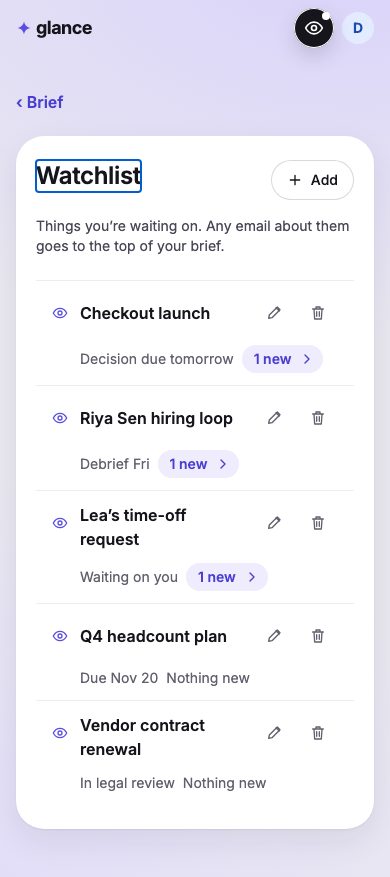 glance
D
‹ Brief
Watchlist
+ Add
Things you’re waiting on. Any email about them
goes to the top of your brief.
Checkout launch
Decision due tomorrow 1 new >
Riya Sen hiring loop
Debrief Fri 1 new >
Lea’s time-off
request
Waiting on you 1 new >
Q4 headcount plan
Due Nov 20 Nothing new
Vendor contract
renewal
In legal review Nothing new